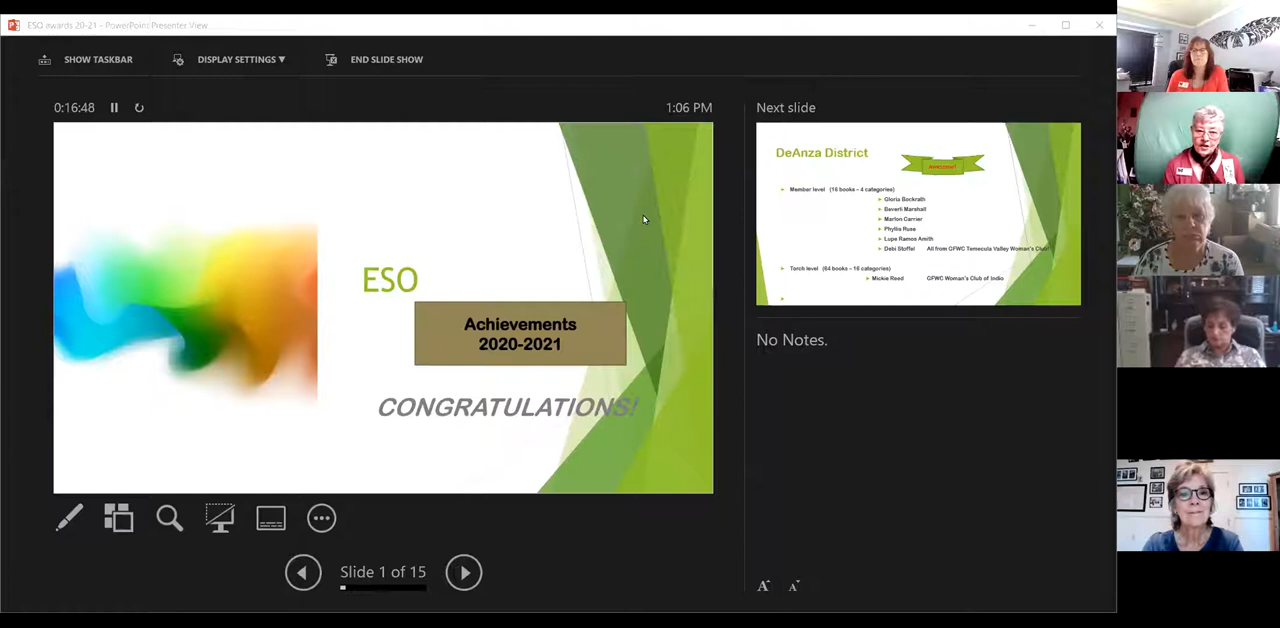 ESO awards 20-21 - PowerPoint Presenter View
SHOW TASKBAR
DISPLAY SETTINGS ▼
END SLIDE SHOW
0:16:48
1:06 PM
Next slide
ESO
Achievements
2020-2021
CONGRATULATIONS!
DeAnza District
Member level (16 books – 4 categories)
Gloria Bockrath
Beverli Marshall
Marlon Carrier
Phyllis Ruse
Lupe Ramos Amith
Debi Stoffel All from GFWC Temecula Valley Woman's Club
Torch level (64 books – 16 categories)
Mickie Reed GFWC Woman's Club of Indio
No Notes.
Slide 1 of 15
A A